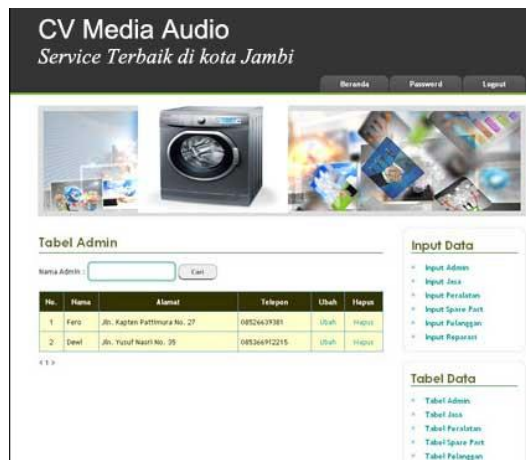 CV Media Audio
Service Terbaik di kota Jambi
Beranda Password Logout
Tabel Admin
Nama Admin : Cari
No. Nama Alamat Telepon Ubah Hapus
1 Fero Jln. Kapten Pattimura No. 27 08526639381 Ubah Hapus
2 Dewi Jln. Yusuf Nasri No. 35 085366912215 Ubah Hapus
< 1 >
Input Data
Input Admin
Input Jasa
Input Peralatan
Input Spare Part
Input Pelanggan
Input Reparasi
Tabel Data
Tabel Admin
Tabel Jasa
Tabel Peralatan
Tabel Spare Part
Tabel Pelanggan